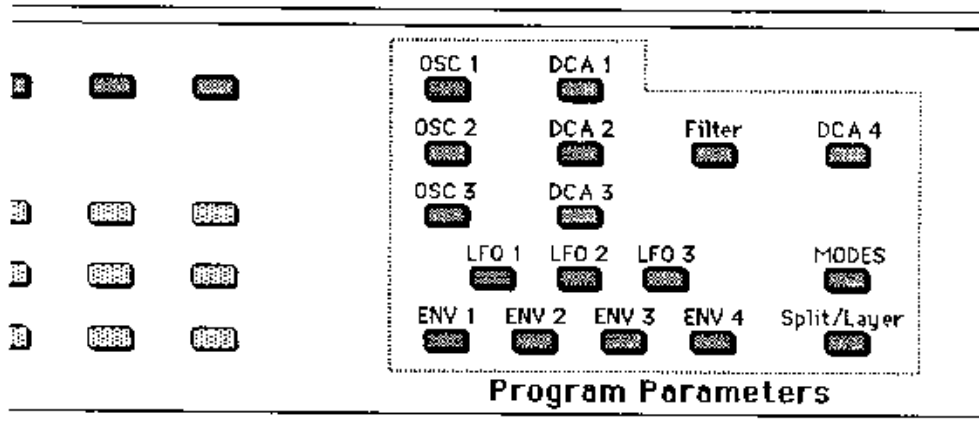 OSC 1 DCA 1
OSC 2 DCA 2 Filter DCA 4
OSC 3 DCA 3
LFO 1 LFO 2 LFO 3 MODES
ENV 1 ENV 2 ENV 3 ENV 4 Split/Layer
Program Parameters